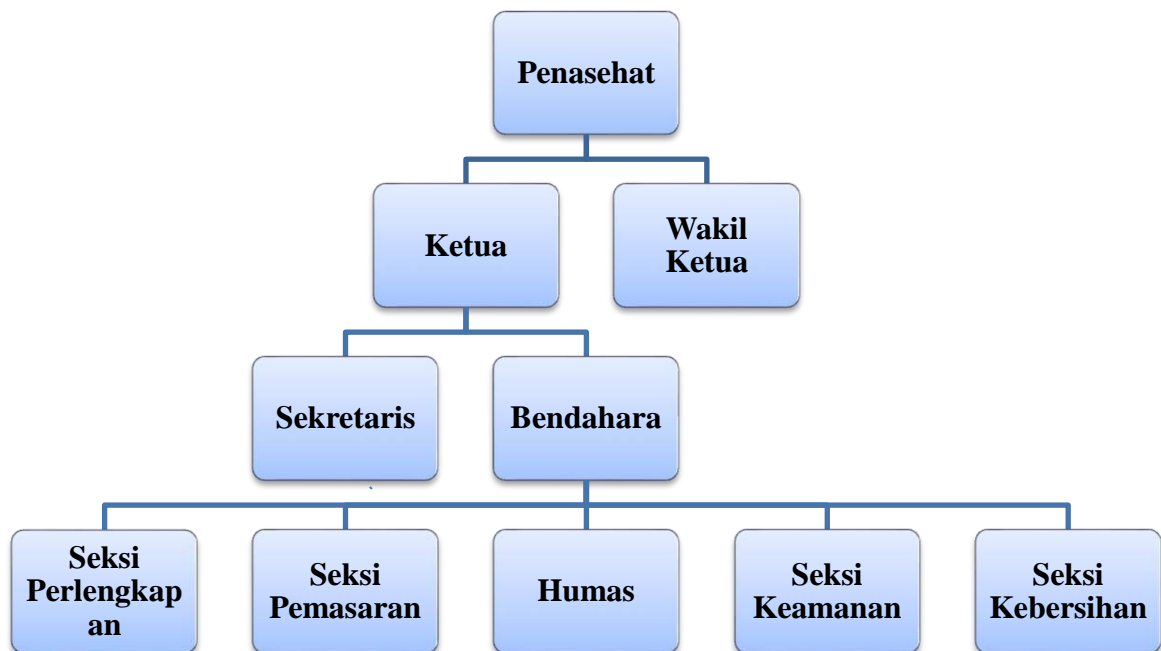 Penasehat
Ketua
Wakil
Ketua
Sekretaris
Bendahara
Seksi
Perlengkap
an
Seksi
Pemasaran
Humas
Seksi
Keamanan
Seksi
Kebersihan